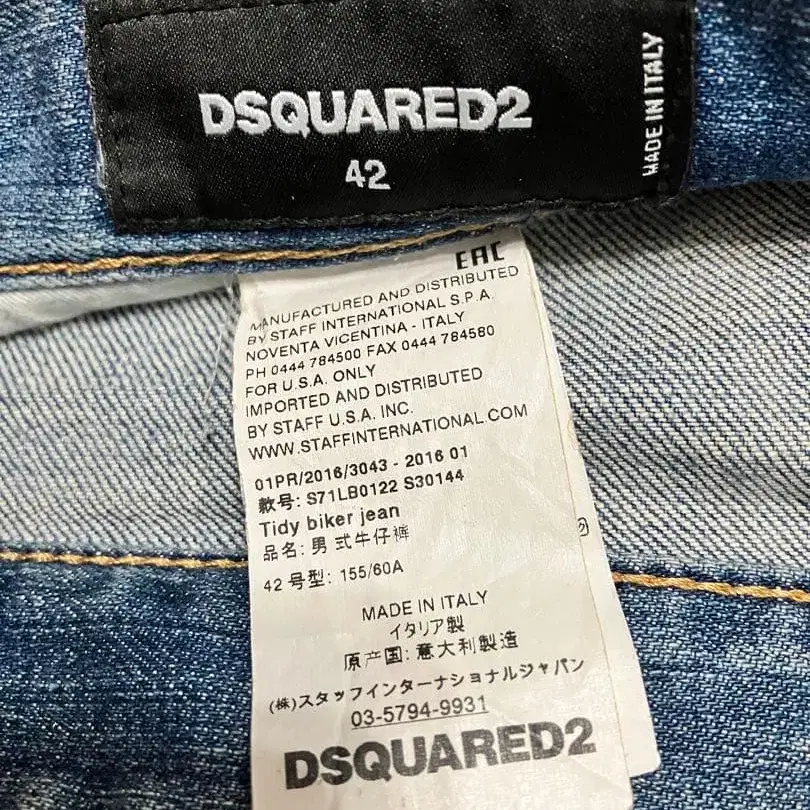 DSQUARED2
42
MADE IN ITALY
EAC
MANUFACTURED AND DISTRIBUTED
BY STAFF INTERNATIONAL S.P.A.
NOVENTA VICENTINA - ITALY
PH 0444 784500 FAX 0444 784580
FOR U.S.A. ONLY
IMPORTED AND DISTRIBUTED
BY STAFF U.S.A. INC.
WWW.STAFFINTERNATIONAL.COM
01PR/2016/3043 - 2016 01
款号: S71LB0122 S30144
Tidy biker jean
品名: 男 式牛仔裤
42 号型: 155/60A
MADE IN ITALY
イタリア製
原产国: 意大利製造
(株)スタッフインターナショナルジャパン
03-5794-9931
DSQUARED2